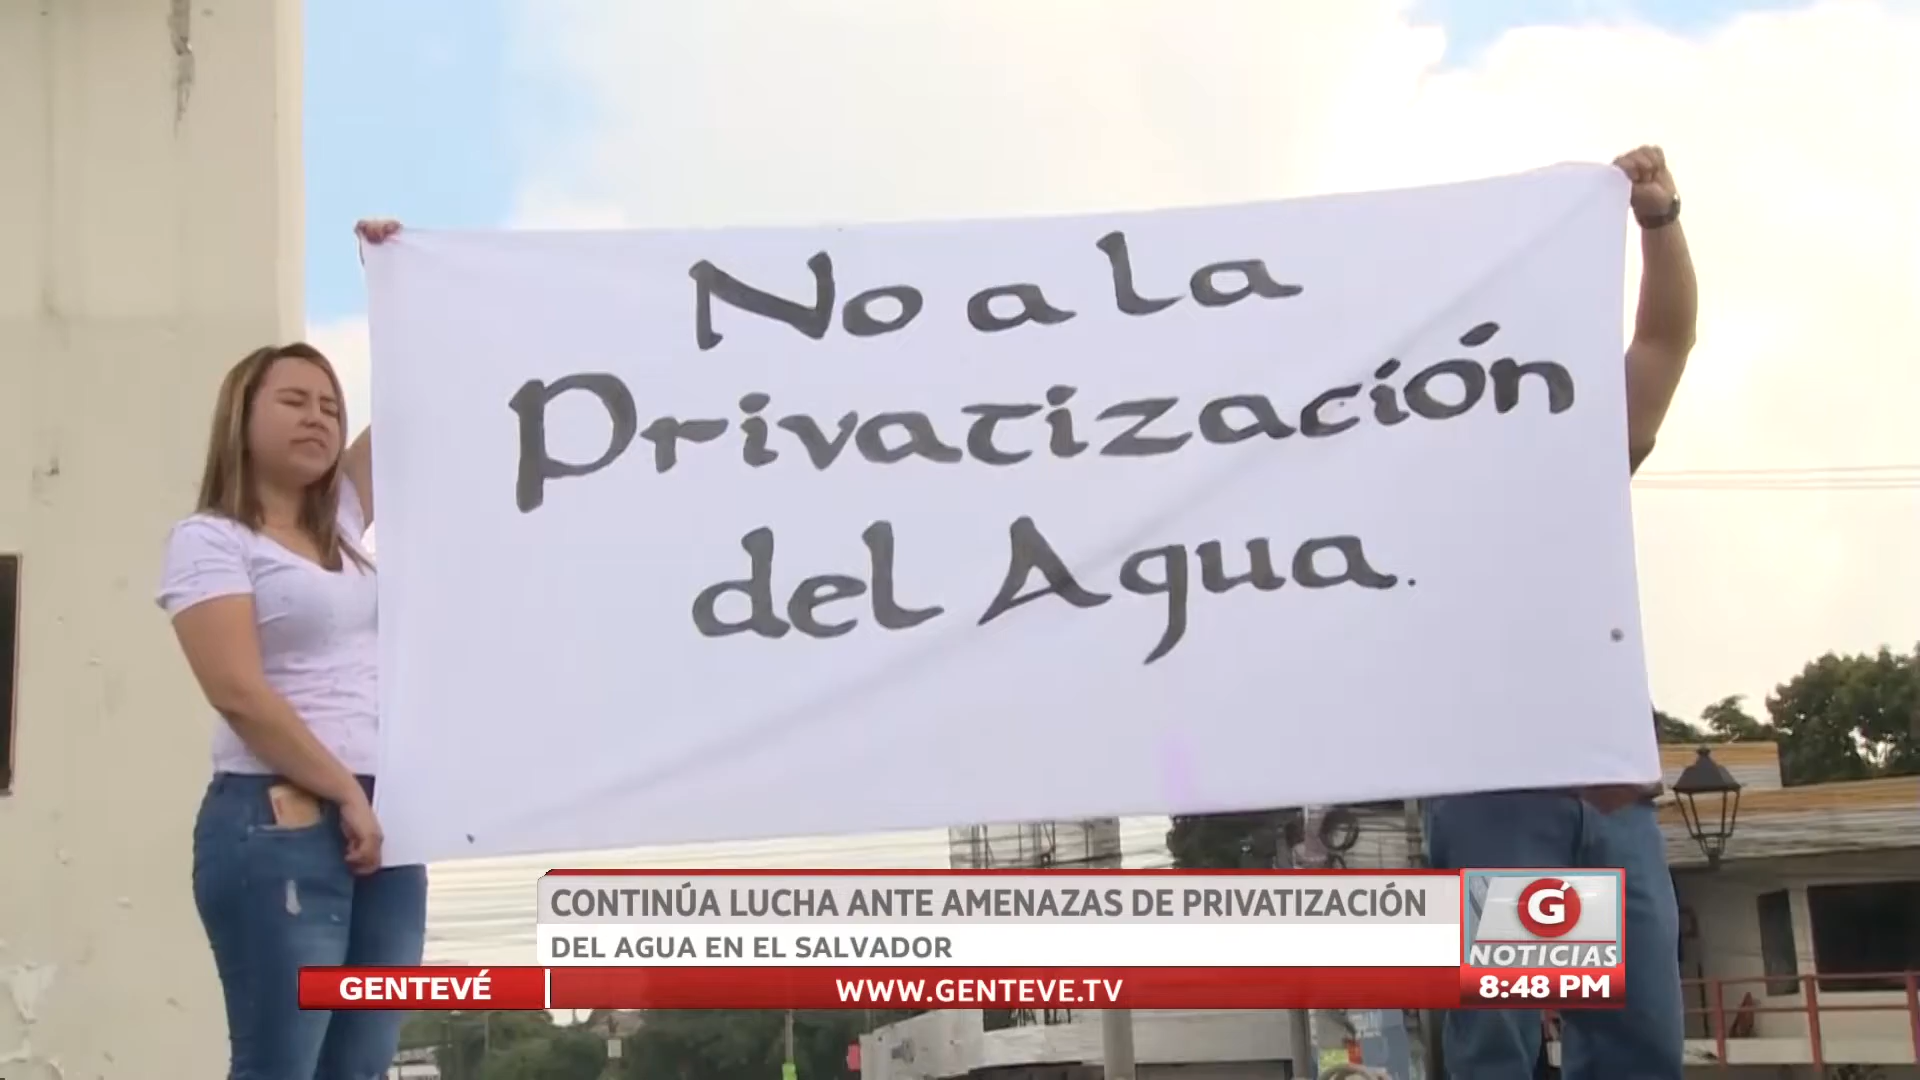 No a la
Privatización
del Agua.
CONTINÚA LUCHA ANTE AMENAZAS DE PRIVATIZACIÓN
DEL AGUA EN EL SALVADOR
G
NOTICIAS
GENTEVÉ
WWW.GENTEVE.TV
8:48 PM